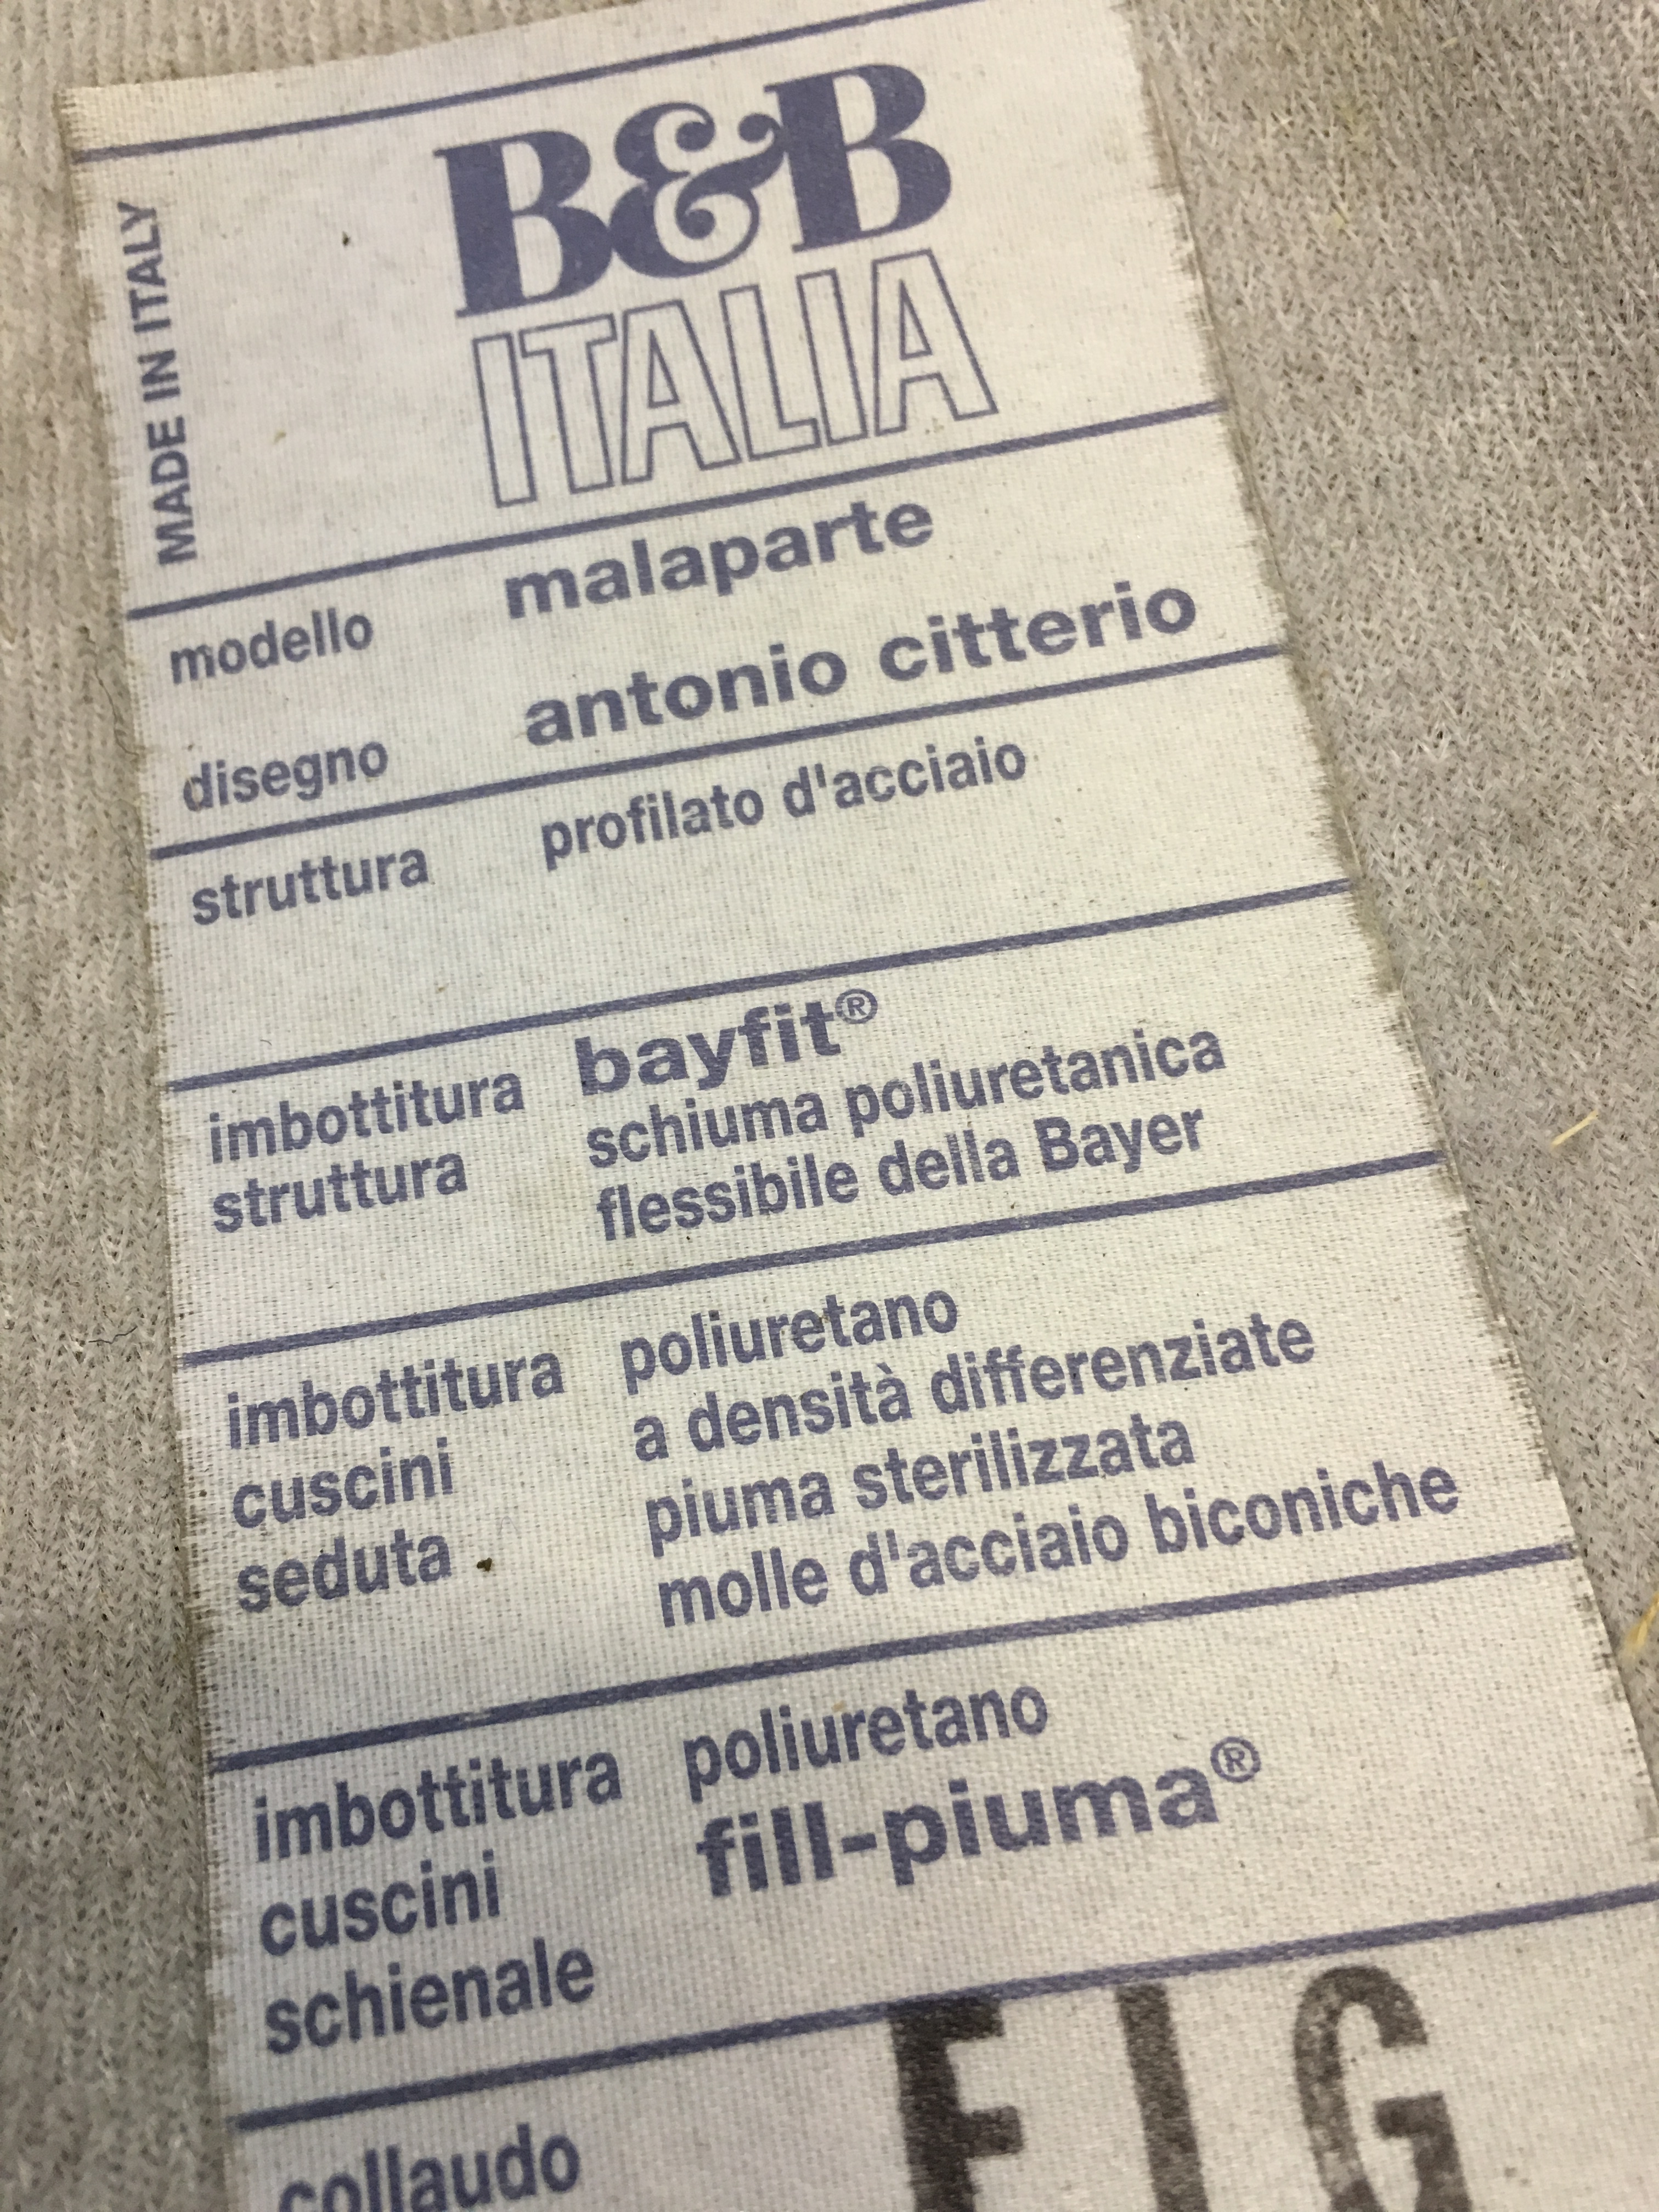 MADE IN ITALY
B&B
ITALIA
modello malaparte
disegno antonio citterio
struttura profilato d'acciaio
imbottitura bayfit®
struttura schiuma poliuretanica
flessibile della Bayer
imbottitura poliuretano
cuscini a densità differenziate
seduta piuma sterilizzata
molle d'acciaio biconiche
imbottitura poliuretano
cuscini fill-piuma®
schienale
collaudo FIG